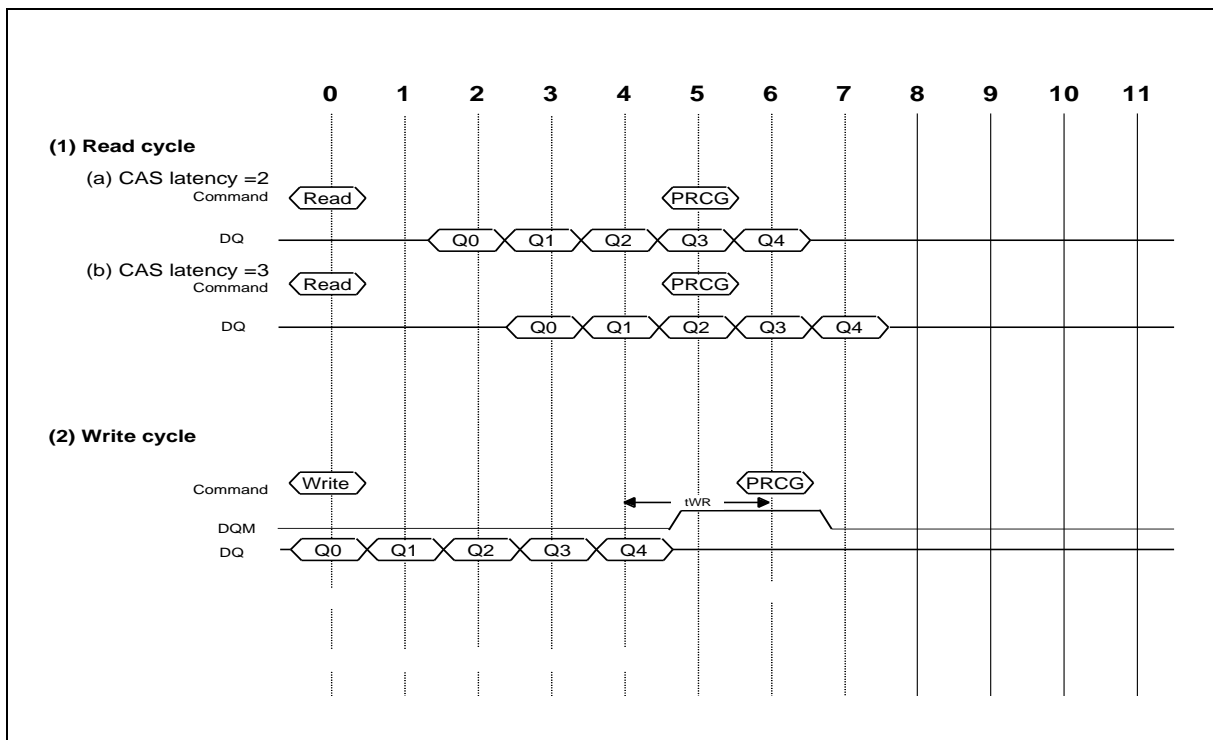 0 1 2 3 4 5 6 7 8 9 10 11
(1) Read cycle
(a) CAS latency =2
Command Read PRCG
DQ Q0 Q1 Q2 Q3 Q4
(b) CAS latency =3
Command Read PRCG
DQ Q0 Q1 Q2 Q3 Q4
(2) Write cycle
Command Write PRCG
tWR
DQM
DQ Q0 Q1 Q2 Q3 Q4